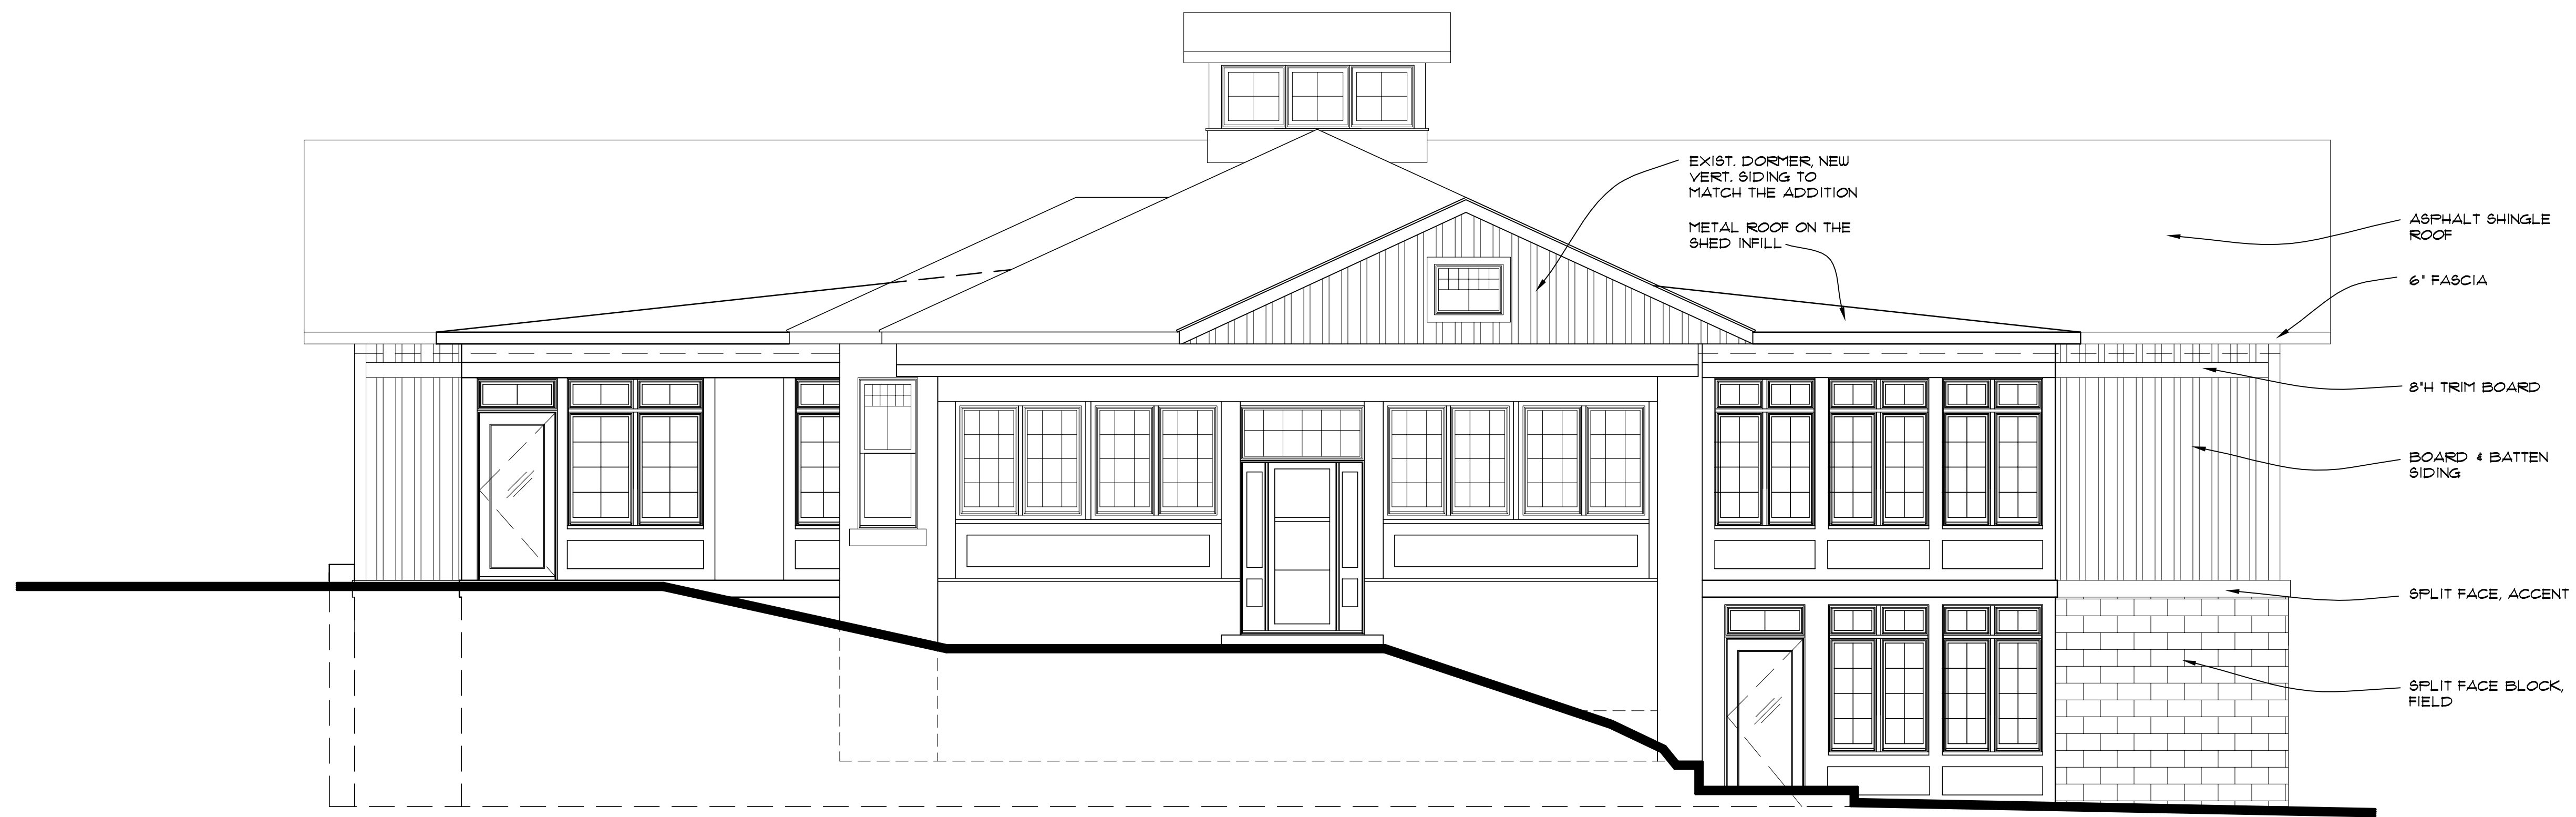 EXIST. DORMER, NEW
VERT. SIDING TO
MATCH THE ADDITION
METAL ROOF ON THE
SHED INFILL
ASPHALT SHINGLE
ROOF
6" FASCIA
8"H TRIM BOARD
BOARD & BATTEN
SIDING
SPLIT FACE, ACCENT
SPLIT FACE BLOCK,
FIELD